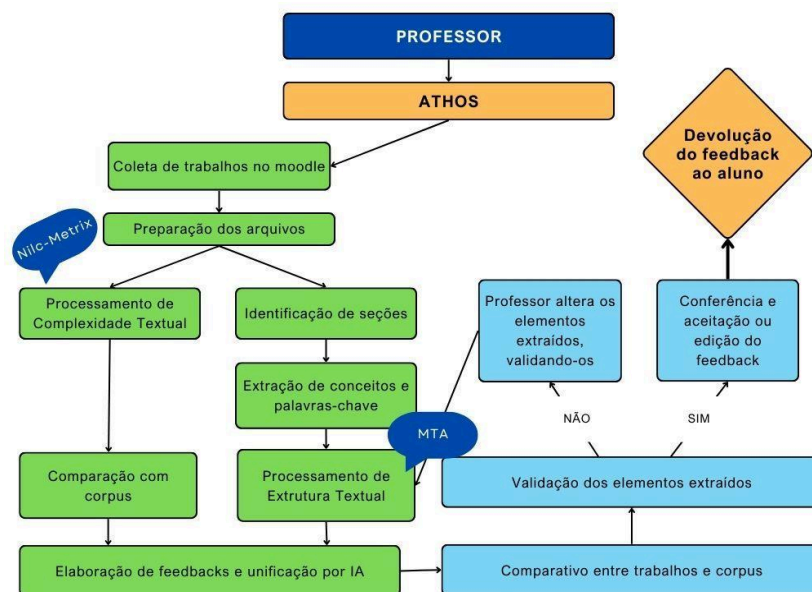 PROFESSOR
ATHOS
Devolução
do feedback
ao aluno
Coleta de trabalhos no moodle
Preparação dos arquivos
Nilc-Metrix
Processamento de
Complexidade Textual
Identificação de seções
Professor altera os
elementos
extraídos,
validando-os
Conferência e
aceitação ou
edição do
feedback
Extração de conceitos e
palavras-chave
NÃO
SIM
MTA
Comparação com
corpus
Processamento de
Extrutura Textual
Validação dos elementos extraídos
Elaboração de feedbacks e unificação por IA
Comparativo entre trabalhos e corpus